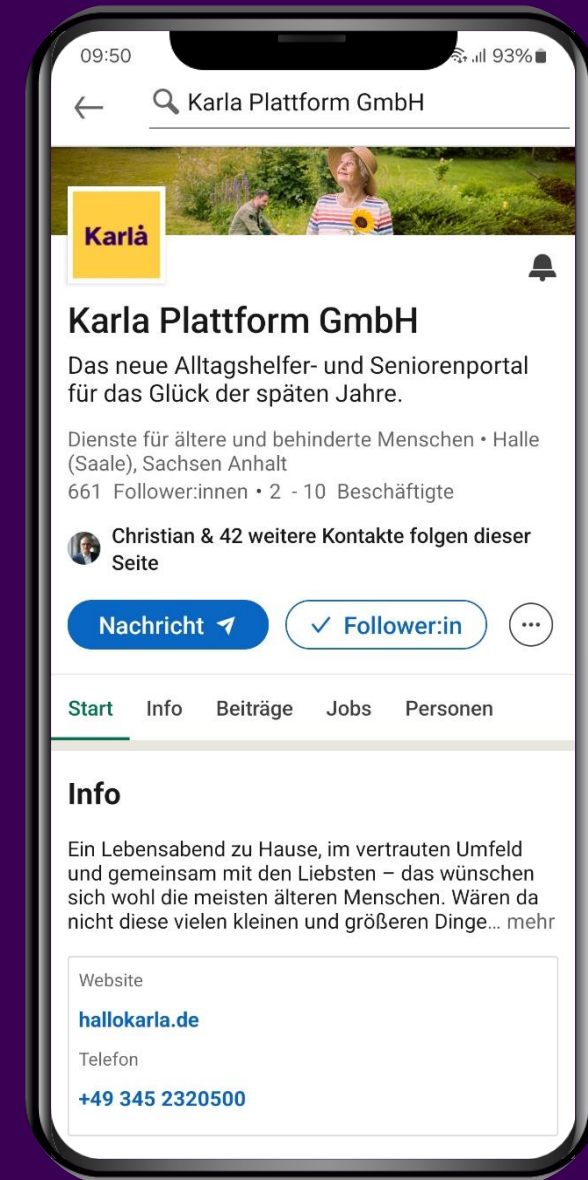 09:50
93%
Karla Plattform GmbH
Karlå
Karla Plattform GmbH
Das neue Alltagshelfer- und Seniorenportal
für das Glück der späten Jahre.
Dienste für ältere und behinderte Menschen • Halle
(Saale), Sachsen Anhalt
661 Follower:innen • 2 - 10 Beschäftigte
Christian & 42 weitere Kontakte folgen dieser
Seite
Nachricht
Follower:in
Start Info Beiträge Jobs Personen
Info
Ein Lebensabend zu Hause, im vertrauten Umfeld
und gemeinsam mit den Liebsten – das wünschen
sich wohl die meisten älteren Menschen. Wären da
nicht diese vielen kleinen und größeren Dinge... mehr
Website
hallokarla.de
Telefon
+49 345 2320500